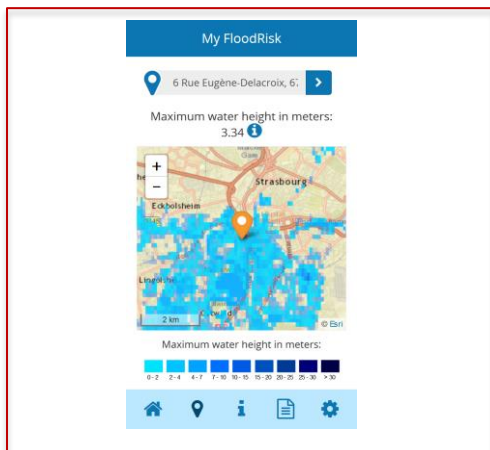 My FloodRisk
6 Rue Eugène-Delacroix, 67
Maximum water height in meters:
3.34
+
Strasbourg
−
Eckbolsheim
2 km
© Esri
Maximum water height in meters:
0 - 2 2 - 4 4 - 7 7 - 10 10 - 15 15 - 20 20 - 25 25 - 30 > 30